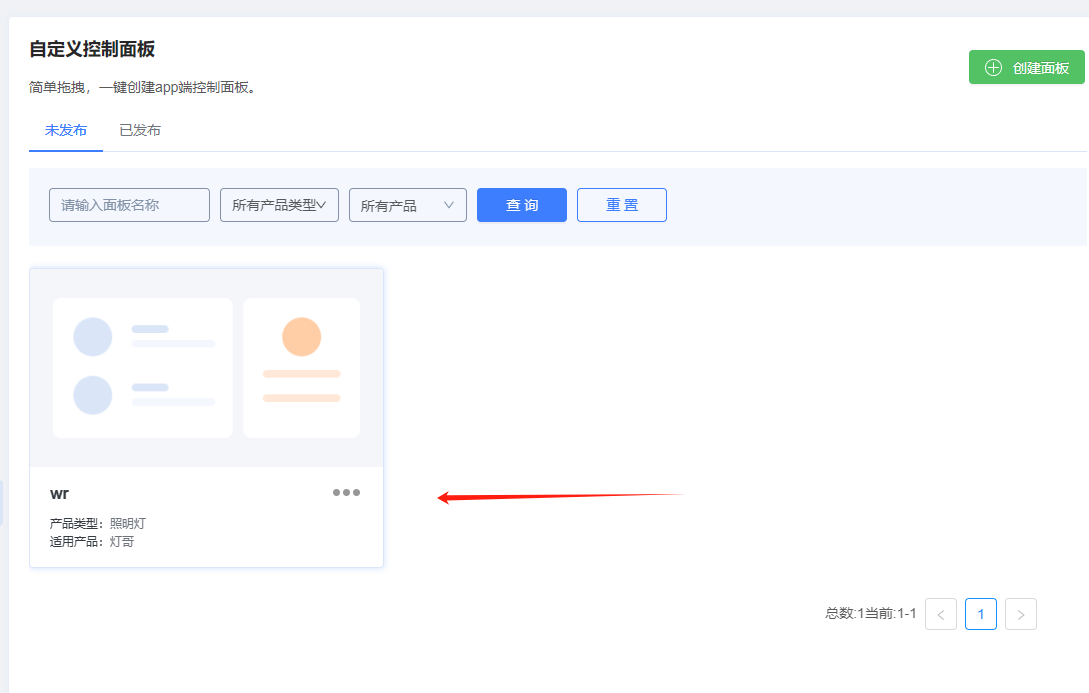 自定义控制面板
创建面板
简单拖拽，一键创建app端控制面板。
未发布 已发布
请输入面板名称 所有产品类型 所有产品 查 询 重 置
wr
产品类型：照明灯
适用产品：灯哥
总数:1当前:1-1 < 1 >